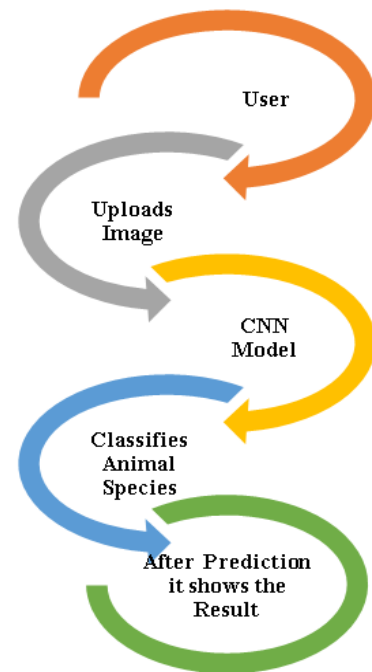 User
Uploads
Image
CNN
Model
Classifies
Animal
Species
After Prediction
it shows the
Result